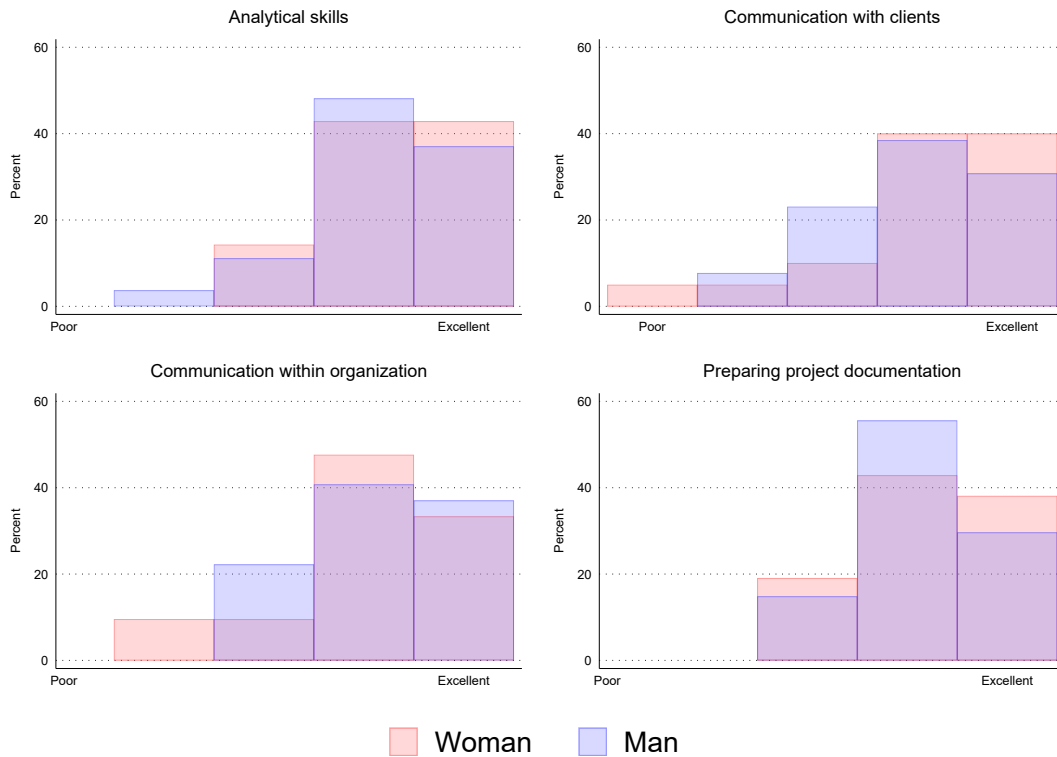 Analytical skills
60
40
20
0
Percent
Poor
Excellent
Communication with clients
60
40
20
0
Percent
Poor
Excellent
Communication within organization
60
40
20
0
Percent
Poor
Excellent
Preparing project documentation
60
40
20
0
Percent
Poor
Excellent
Woman
Man